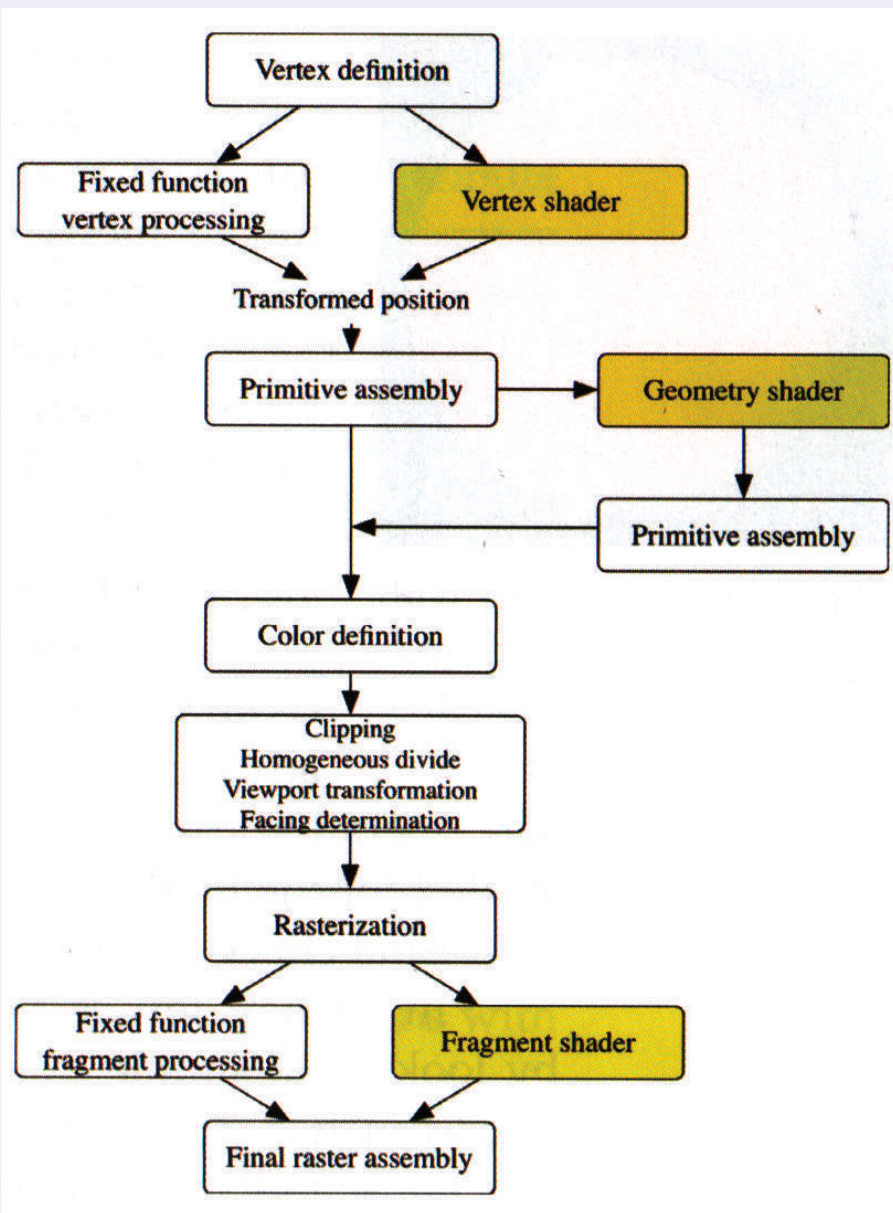 Vertex definition
Fixed function
vertex processing
Vertex shader
Transformed position
Primitive assembly
Geometry shader
Primitive assembly
Color definition
Clipping
Homogeneous divide
Viewport transformation
Facing determination
Rasterization
Fixed function
fragment processing
Fragment shader
Final raster assembly